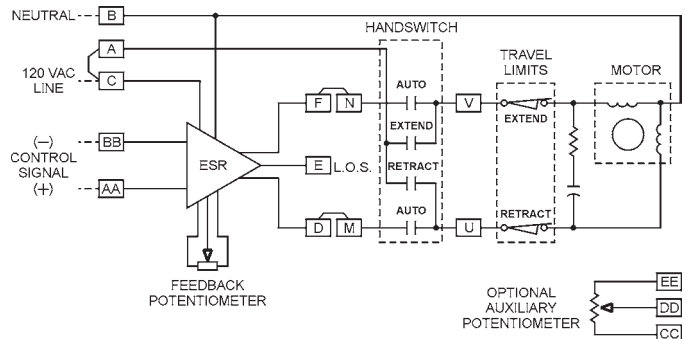 NEUTRAL
B
HANDSWITCH
A
120 VAC
LINE
C
TRAVEL
LIMITS
MOTOR
AUTO
F
N
V
EXTEND
EXTEND
(−)
BB
CONTROL
SIGNAL
ESR
E
L.O.S.
RETRACT
(+)
AA
AUTO
RETRACT
D
M
U
FEEDBACK
POTENTIOMETER
OPTIONAL
AUXILIARY
POTENTIOMETER
EE
DD
CC